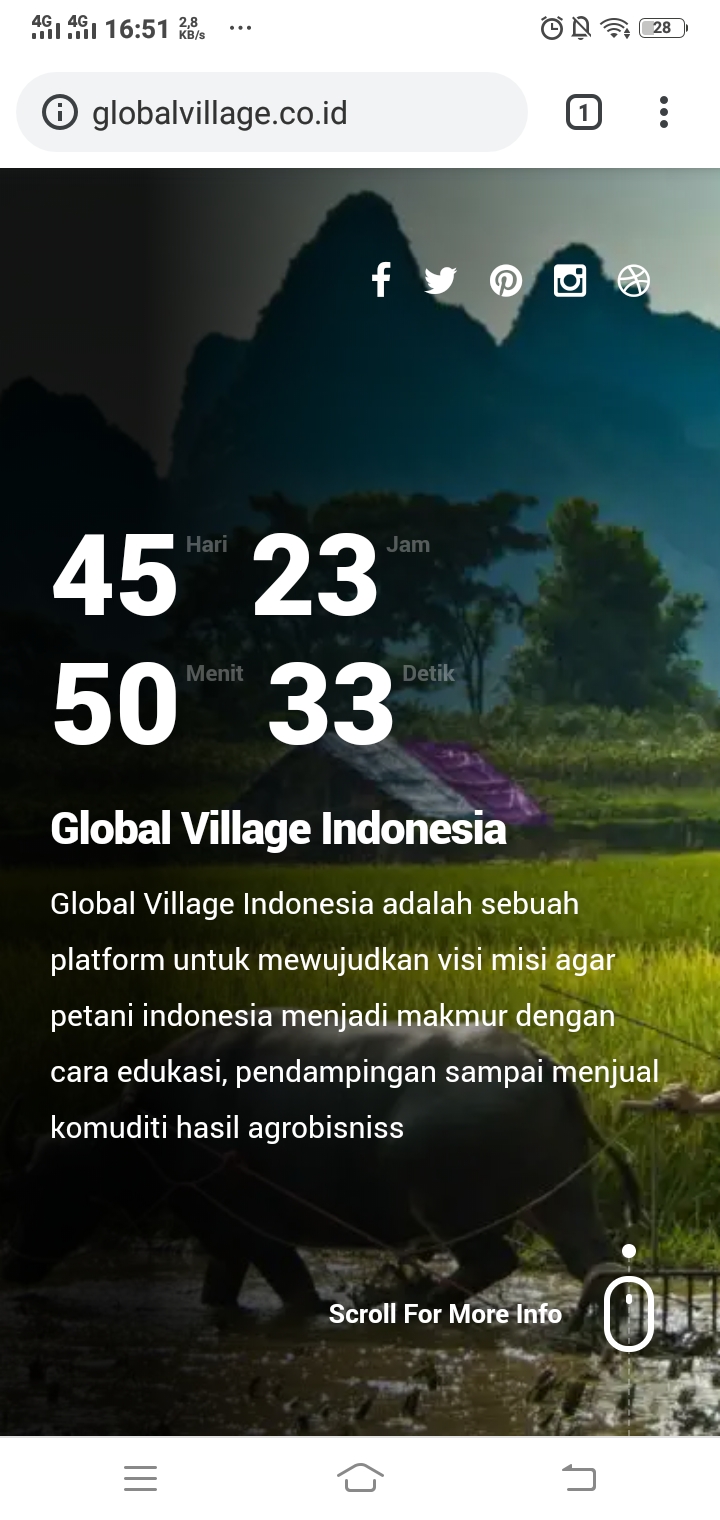 4G 4G 16:51 2,8 KB/s ... 28
globalvillage.co.id 1
45 Hari 23 Jam
50 Menit 33 Detik
Global Village Indonesia
Global Village Indonesia adalah sebuah
platform untuk mewujudkan visi misi agar
petani indonesia menjadi makmur dengan
cara edukasi, pendampingan sampai menjual
komuditi hasil agrobisniss
Scroll For More Info